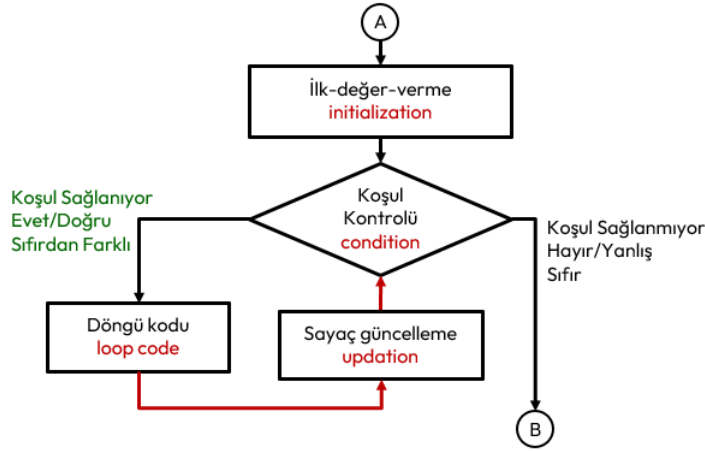 A
İlk-değer-verme
initialization
Koşul
Kontrolü
condition
Koşul Sağlanıyor
Evet/Doğru
Sıfırdan Farklı
Koşul Sağlanmıyor
Hayır/Yanlış
Sıfır
Döngü kodu
loop code
Sayaç güncelleme
updation
B